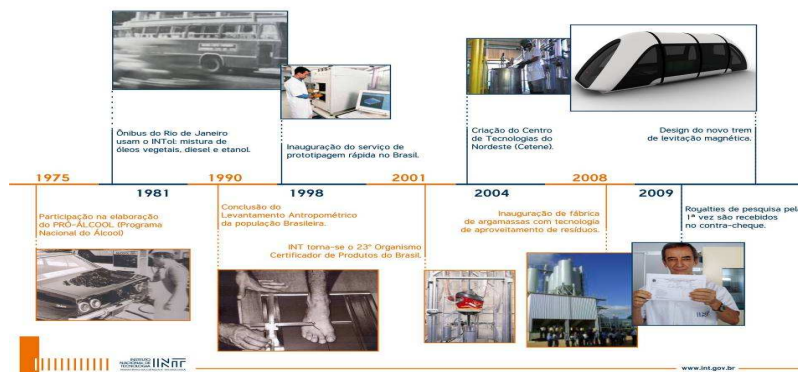 Ônibus do Rio de Janeiro
usam o INTol: mistura de
óleos vegetais, diesel e etanol.
Inauguração do serviço de
prototipagem rápida no Brasil.
Criação do Centro
de Tecnologias do
Nordeste (Cetene).
Design do novo trem
de levitação magnética.
1975
1981
1990
1998
2001
2004
2008
2009
Participação na elaboração
do PRÓ-ÁLCOOL (Programa
Nacional do Álcool)
Conclusão do
Levantamento Antropométrico
da população Brasileira.
INT torna-se o 23º Organismo
Certificador de Produtos do Brasil.
Inauguração de fábrica
de argamassas com tecnologia
de aproveitamento de resíduos.
Royalties de pesquisa pela
1ª vez são recebidos
no contra-cheque.
INSTITUTO
NACIONAL DE
TECNOLOGIA
INT
www.int.gov.br